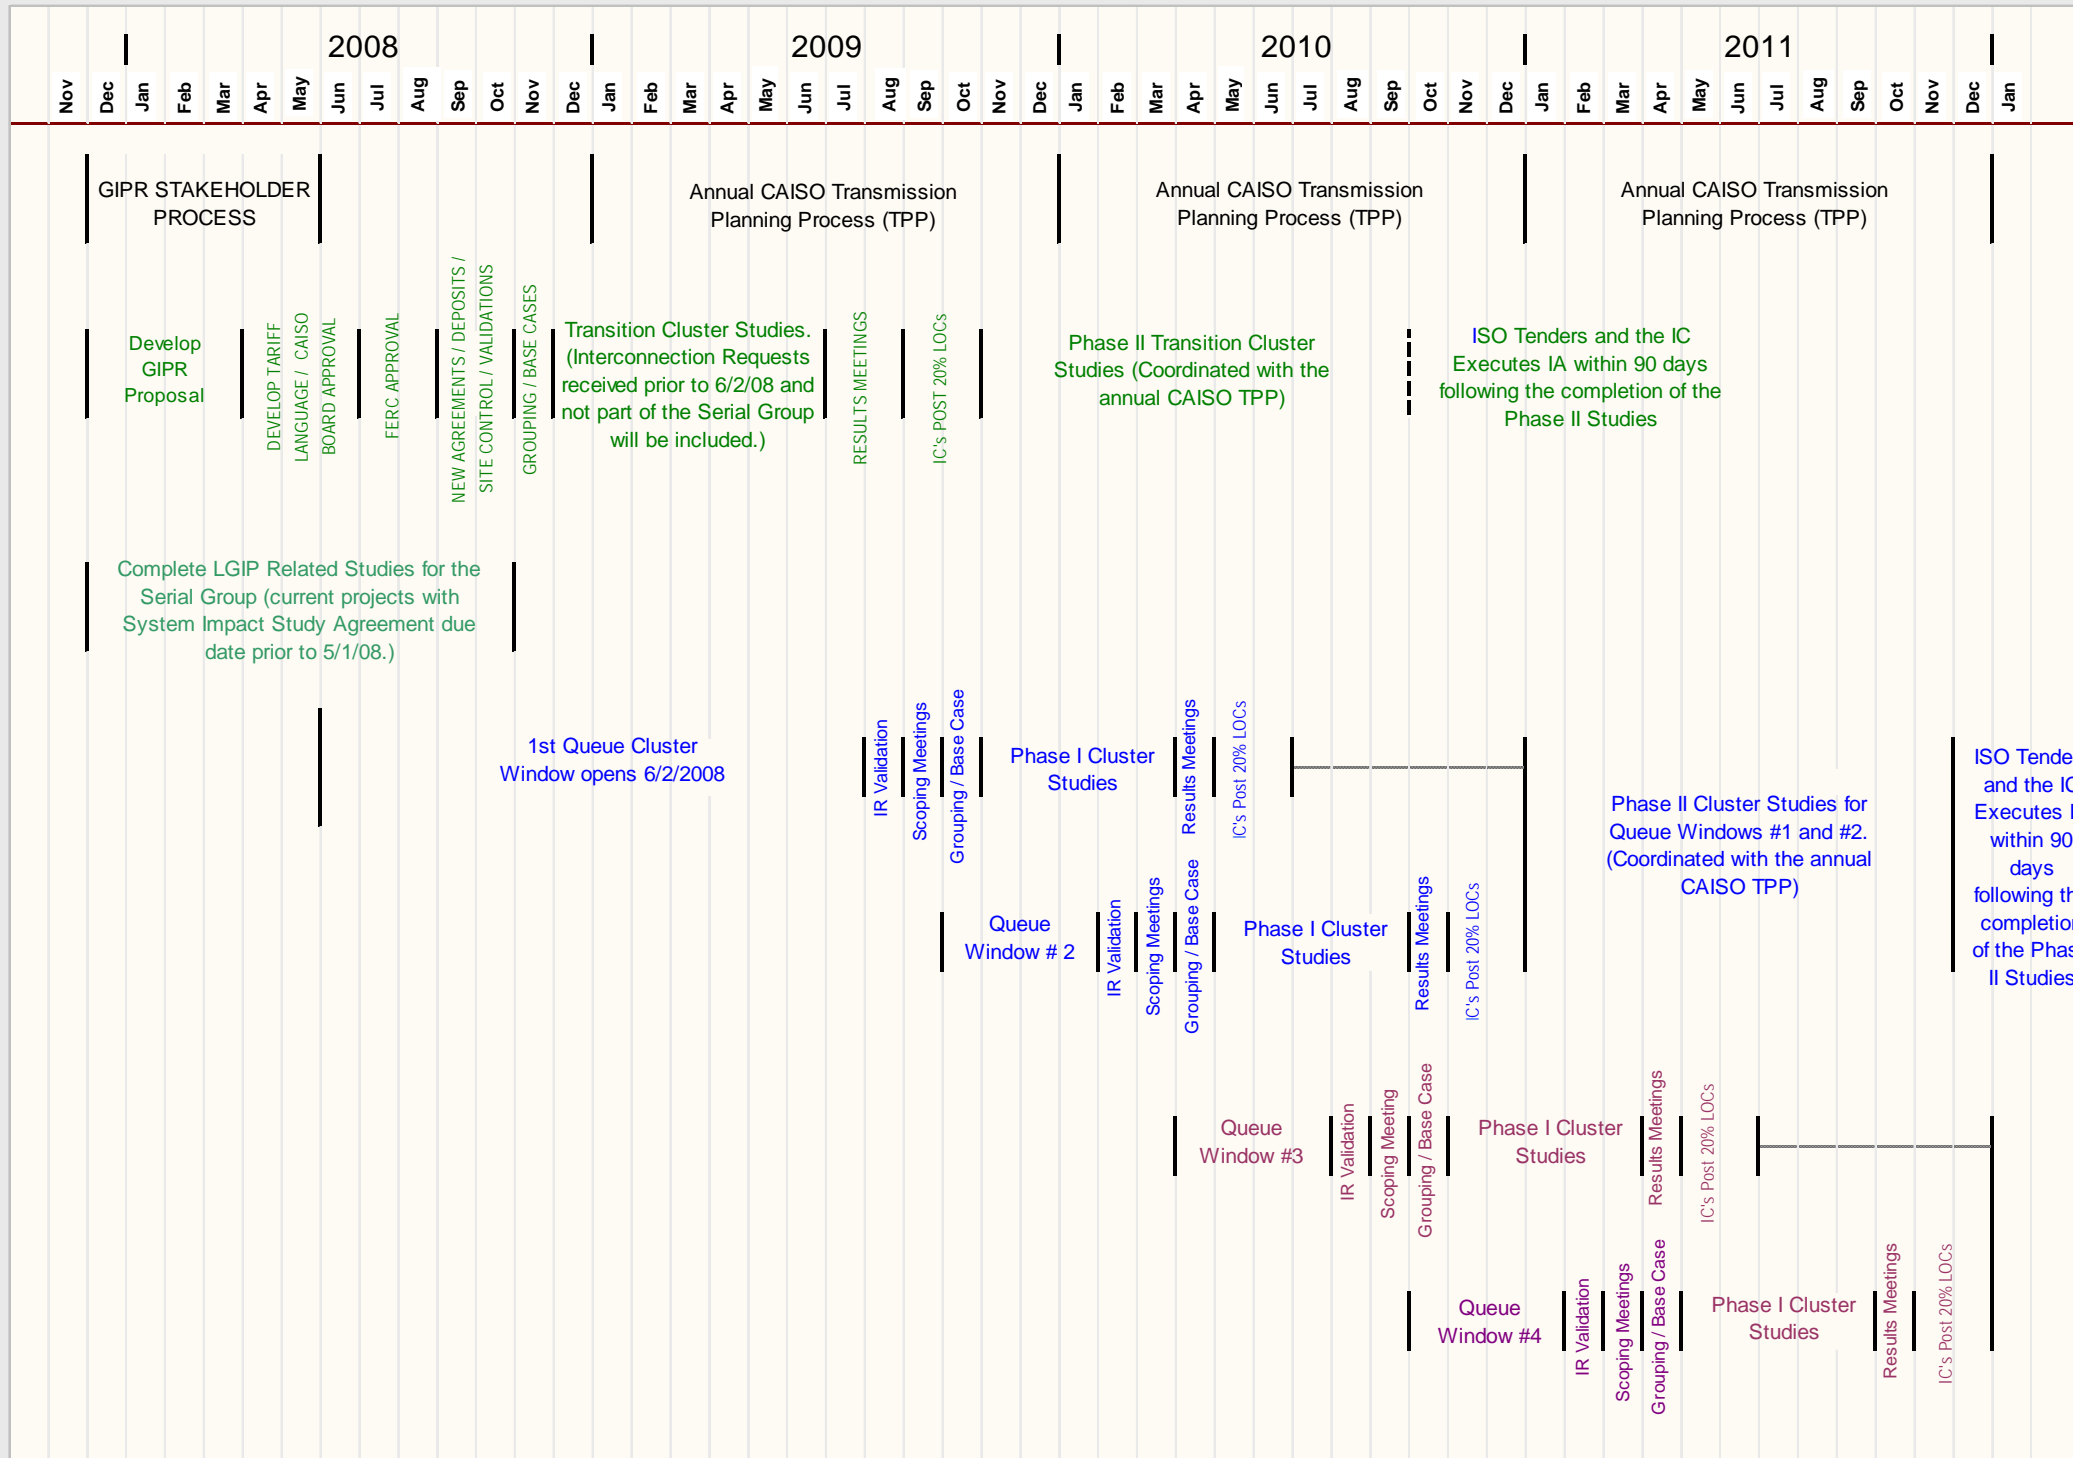 2008 2009 2010 2011
Nov Dec Jan Feb Mar Apr May Jun Jul Aug Sep Oct Nov Dec Jan Feb Mar Apr May Jun Jul Aug Sep Oct Nov Dec Jan Feb Mar Apr May Jun Jul Aug Sep Oct Nov Dec Jan Feb Mar Apr May Jun Jul Aug Sep Oct Nov Dec Jan
GIPR STAKEHOLDER
PROCESS
Annual CAISO Transmission
Planning Process (TPP)
Annual CAISO Transmission
Planning Process (TPP)
Annual CAISO Transmission
Planning Process (TPP)
Develop
GIPR
Proposal
DEVELOP TARIFF
LANGUAGE / CAISO
BOARD APPROVAL
FERC APPROVAL
NEW AGREEMENTS / DEPOSITS /
SITE CONTROL / VALIDATIONS
GROUPING / BASE CASES
Transition Cluster Studies.
(Interconnection Requests
received prior to 6/2/08 and
not part of the Serial Group
will be included.)
RESULTS MEETINGS
IC's POST 20% LOCs
Phase II Transition Cluster
Studies (Coordinated with the
annual CAISO TPP)
ISO Tenders and the IC
Executes IA within 90 days
following the completion of the
Phase II Studies
Complete LGIP Related Studies for the
Serial Group (current projects with
System Impact Study Agreement due
date prior to 5/1/08.)
1st Queue Cluster
Window opens 6/2/2008
IR Validation
Scoping Meetings
Grouping / Base Case
Phase I Cluster
Studies
Results Meetings
IC's Post 20% LOCs
Phase II Cluster Studies for
Queue Windows #1 and #2.
(Coordinated with the annual
CAISO TPP)
ISO Tende
and the IC
Executes I
within 90
days
following th
completion
of the Phas
II Studies
Queue
Window # 2
IR Validation
Scoping Meetings
Grouping / Base Case
Phase I Cluster
Studies
Results Meetings
IC's Post 20% LOCs
Queue
Window #3
IR Validation
Scoping Meeting
Grouping / Base Case
Phase I Cluster
Studies
Results Meetings
IC's Post 20% LOCs
Queue
Window #4
IR Validation
Scoping Meetings
Grouping / Base Case
Phase I Cluster
Studies
Results Meetings
IC's Post 20% LOCs